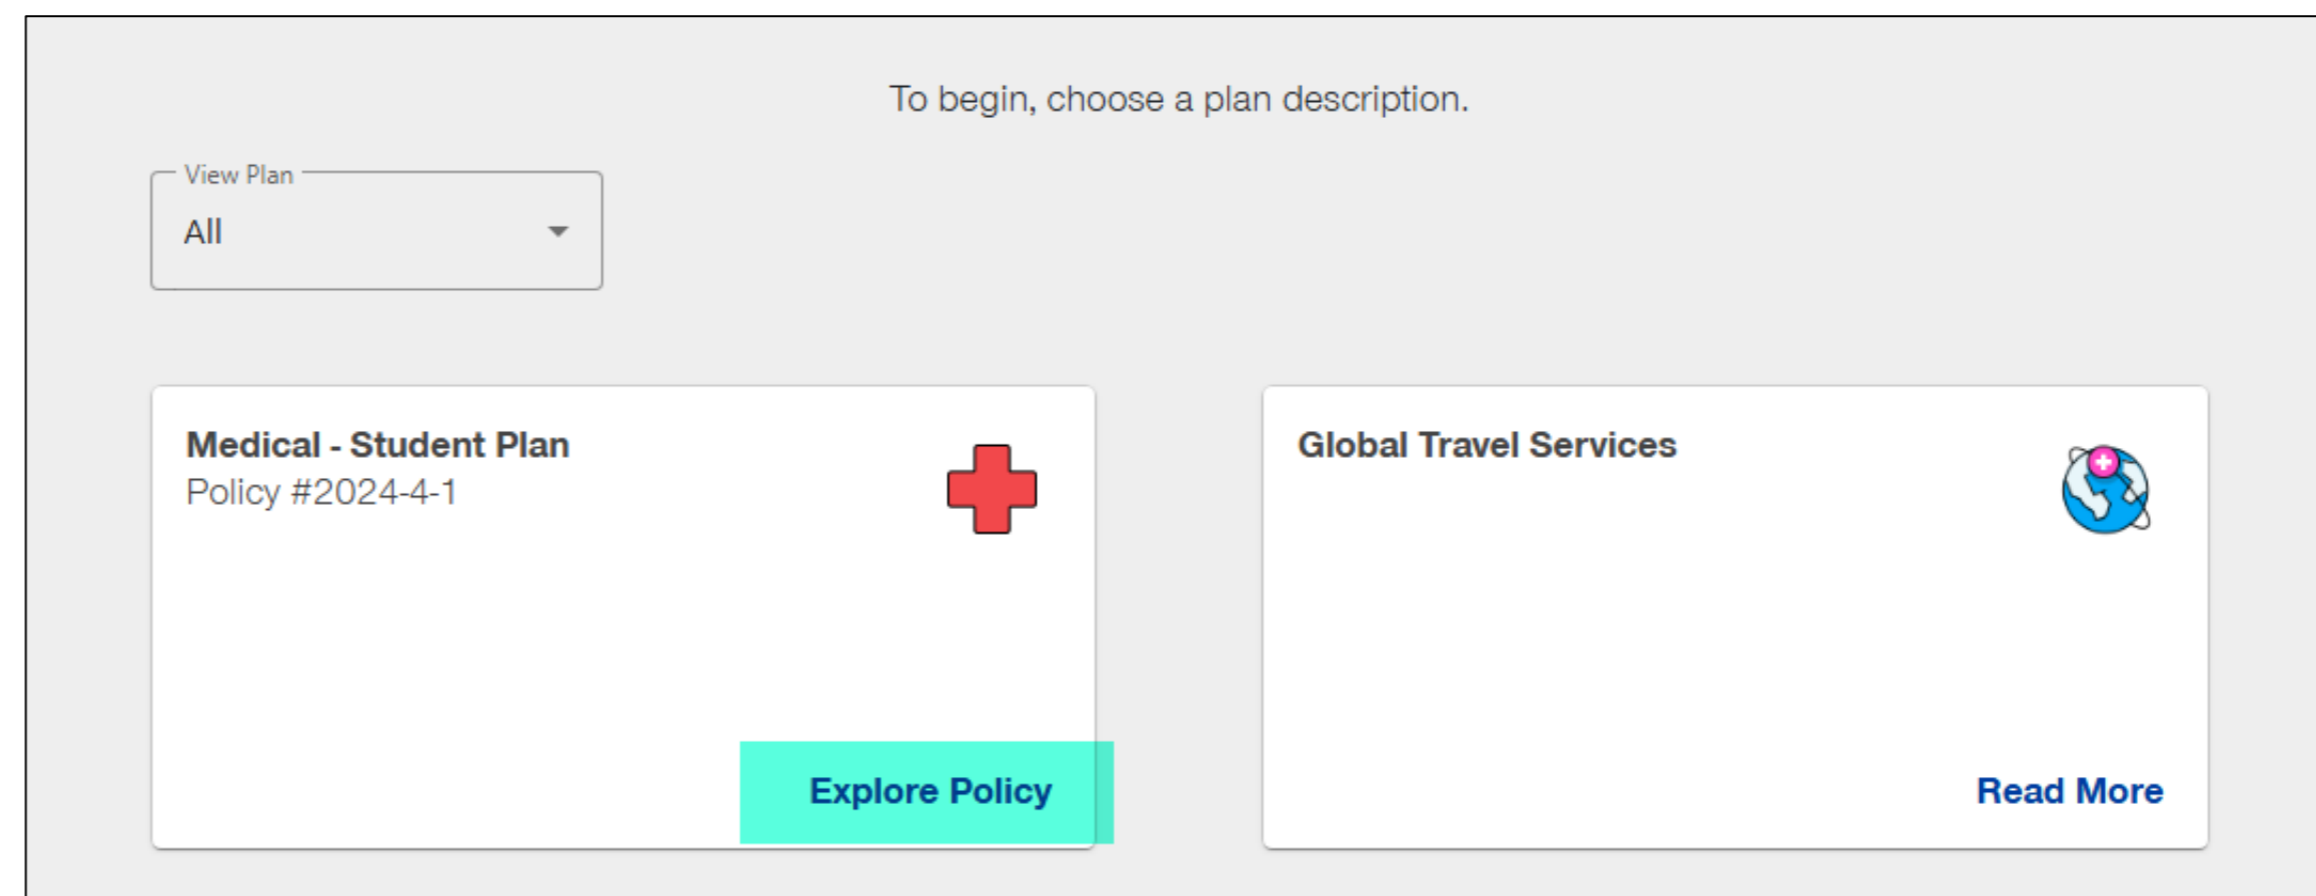 To begin, choose a plan description.
View Plan
All
Medical - Student Plan
Policy #2024-4-1
Explore Policy
Global Travel Services
Read More